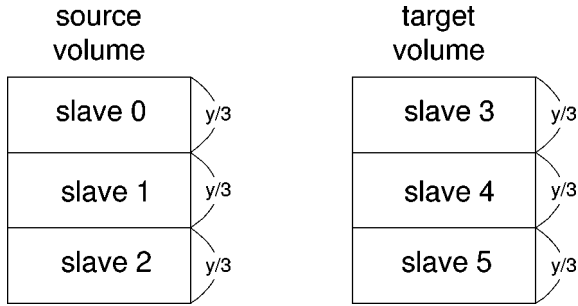 source
volume
slave 0
y/3
slave 1
y/3
slave 2
y/3
target
volume
slave 3
y/3
slave 4
y/3
slave 5
y/3